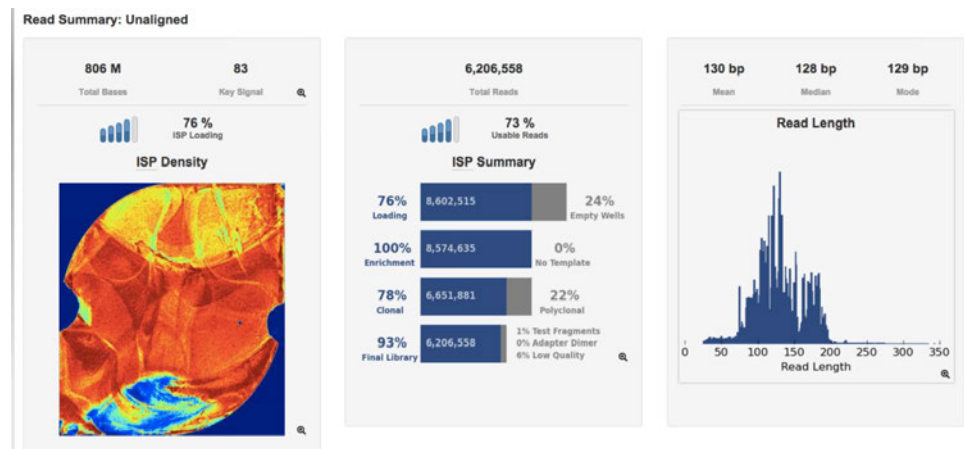 Read Summary: Unaligned
806 M
Total Bases
83
Key Signal
76 %
ISP Loading
ISP Density
6,206,558
Total Reads
73 %
Usable Reads
ISP Summary
76%
Loading
8,602,515
24%
Empty Wells
100%
Enrichment
8,574,635
0%
No Template
78%
Clonal
6,651,881
22%
Polyclonal
93%
Final Library
6,206,558
1% Test Fragments
0% Adapter Dimer
6% Low Quality
130 bp
Mean
128 bp
Median
129 bp
Mode
Read Length
0 50 100 150 200 250 300 350
Read Length